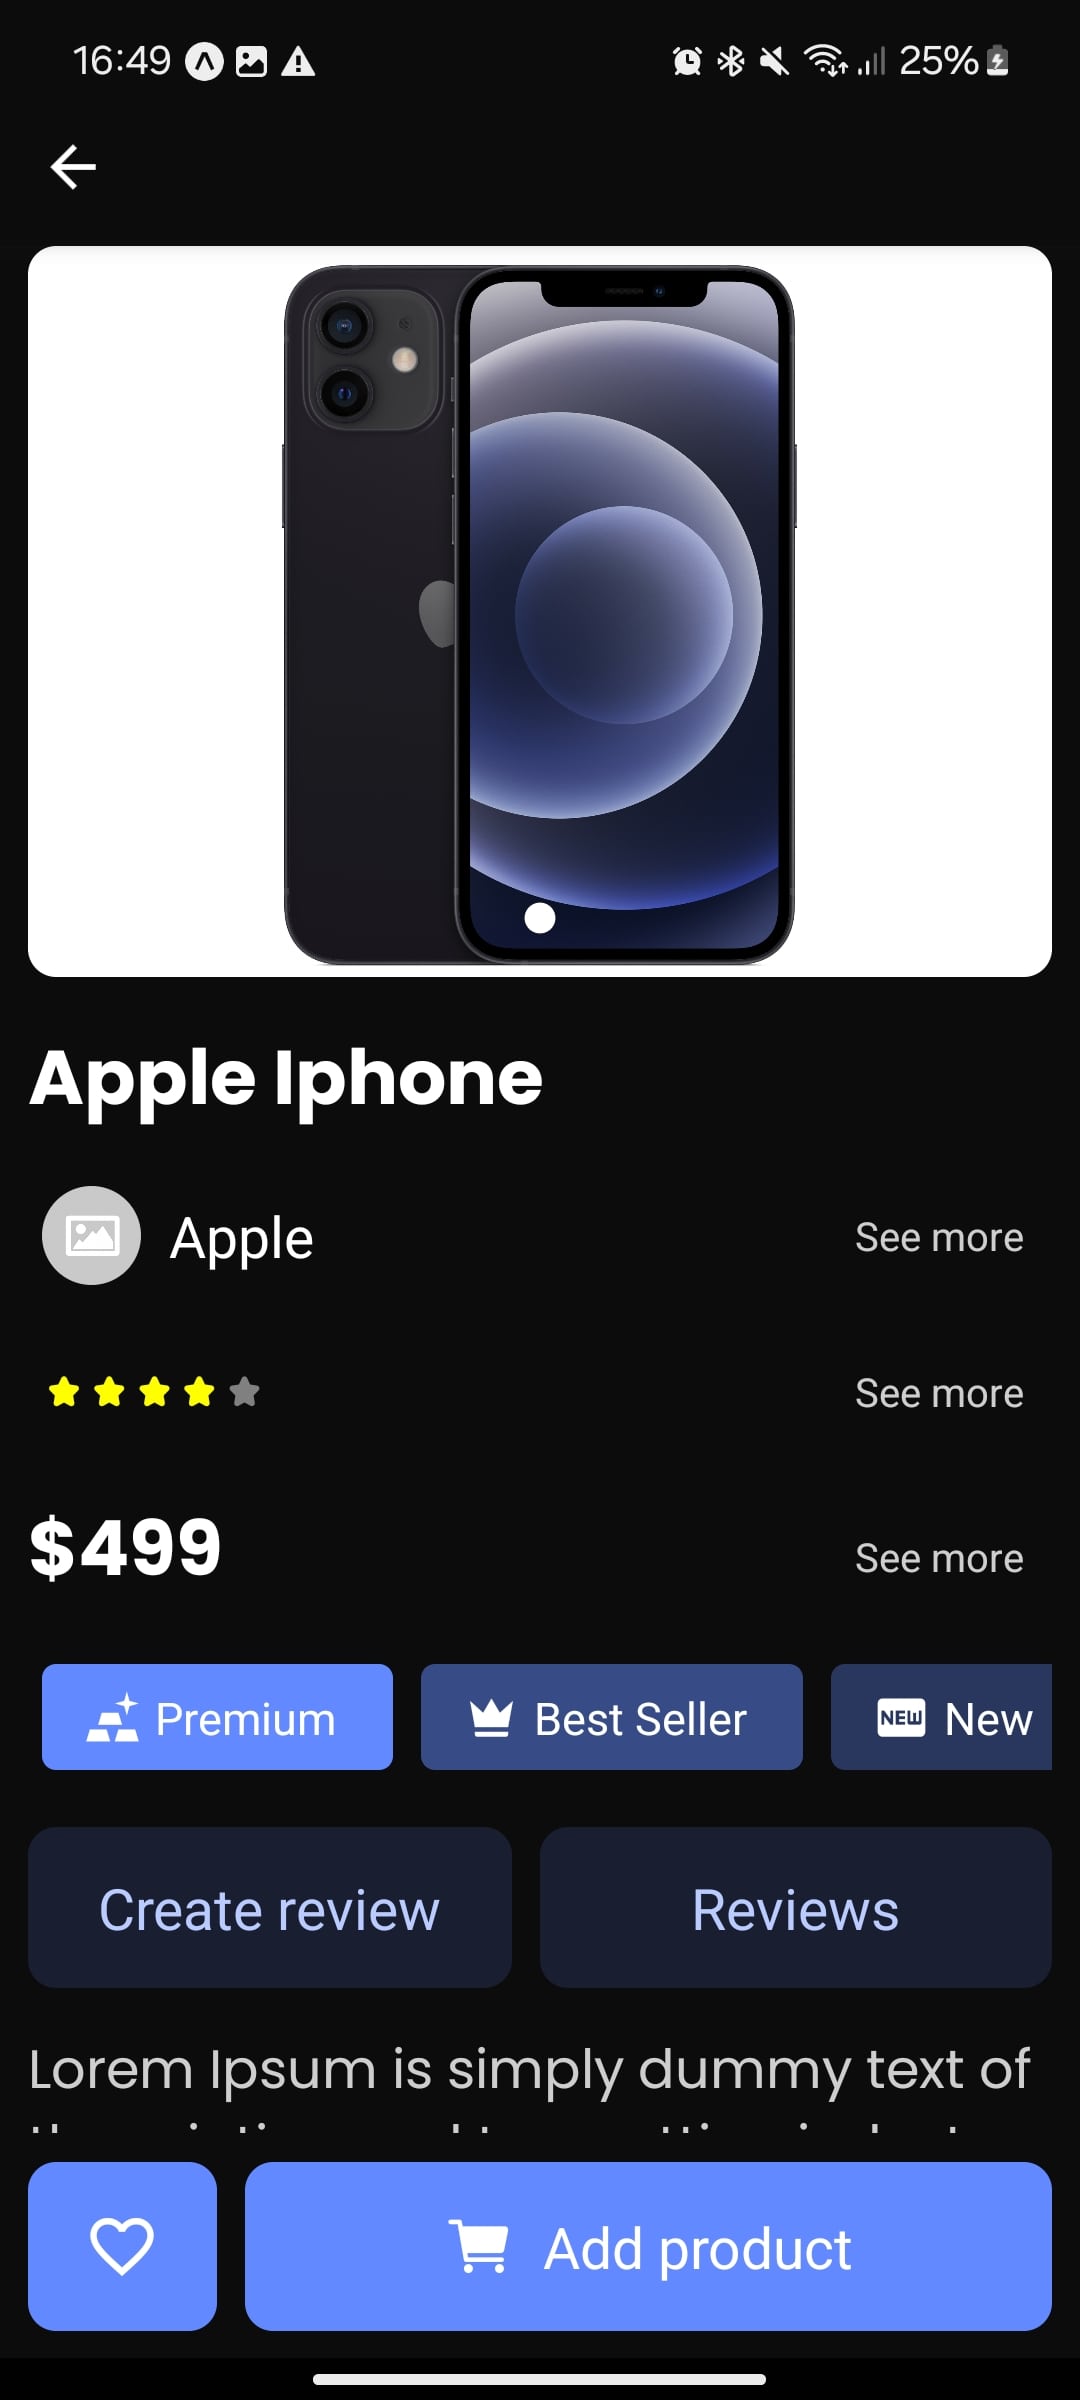 16:49
25%
Apple Iphone
Apple
See more
See more
$499
See more
Premium
Best Seller
NEW New
Create review
Reviews
Lorem Ipsum is simply dummy text of
Add product